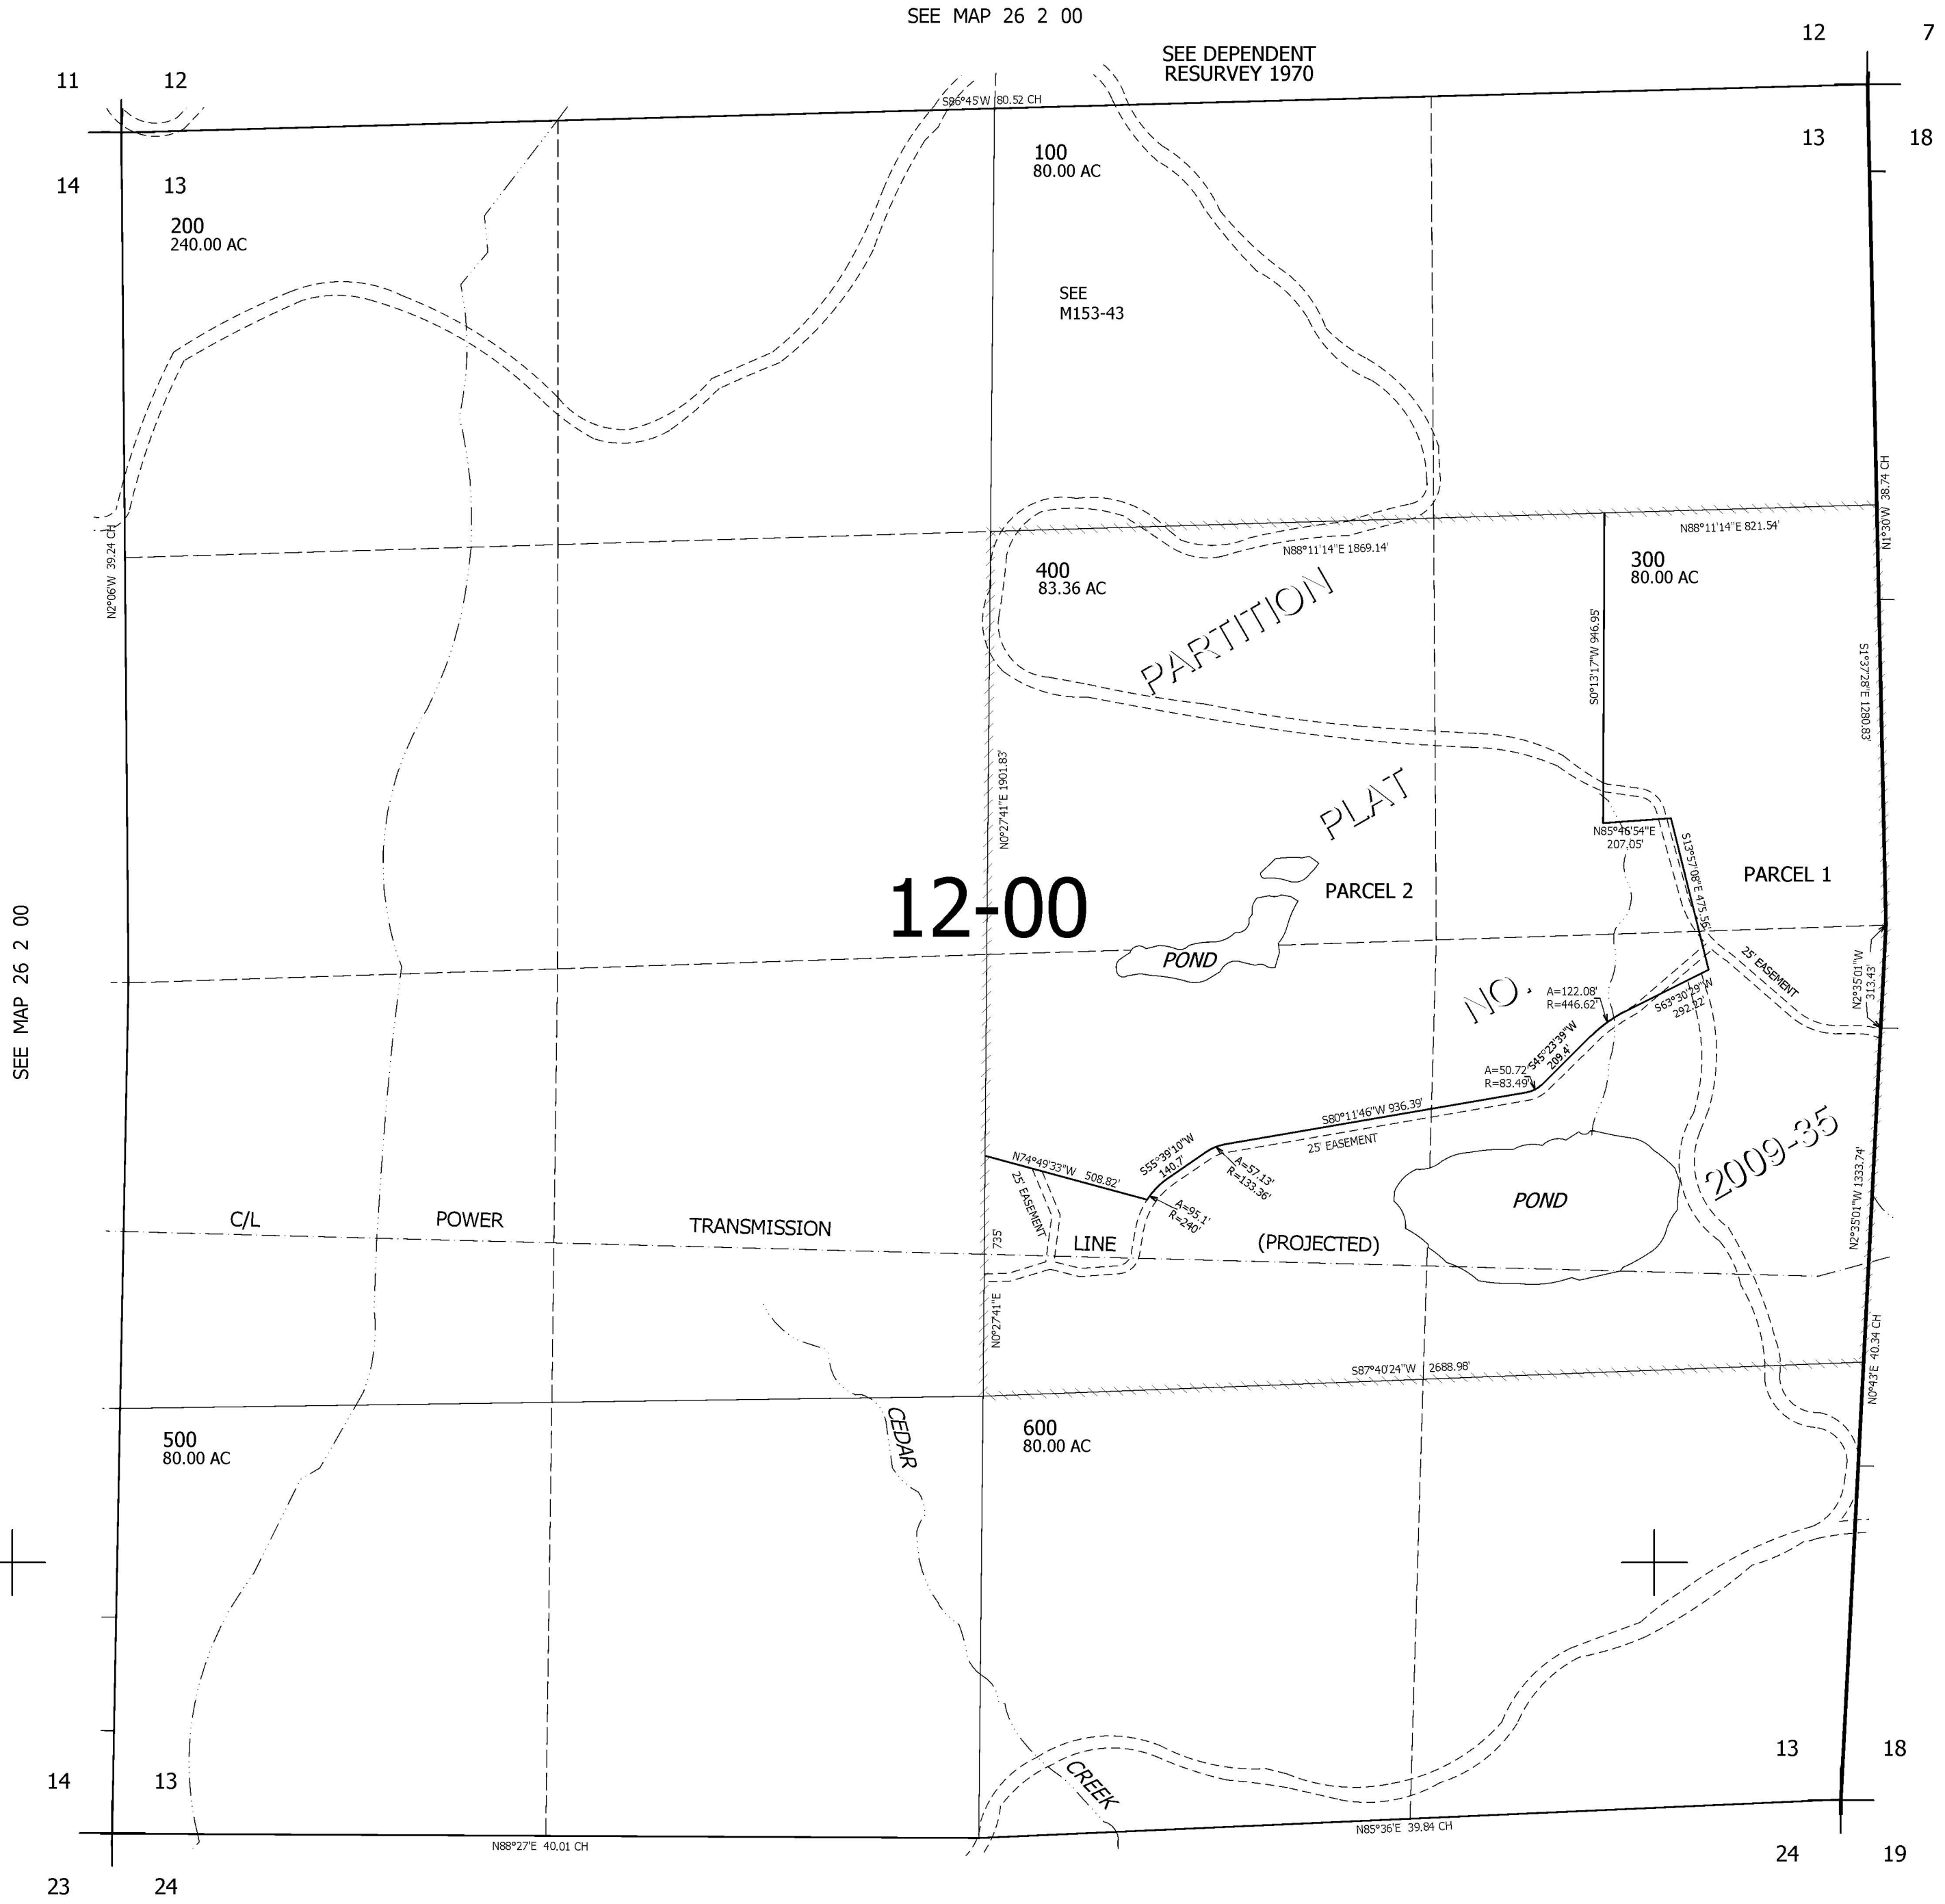 SEE MAP 26 2 00
12 7
SEE DEPENDENT
RESURVEY 1970
11 12
S86°45'W 80.52 CH
13 18
14 13
100
80.00 AC
200
240.00 AC
SEE
M153-43
N1°30'W 38.74 CH
N88°11'14"E 821.54'
N2°06'W 39.24 CH
N88°11'14"E 1869.14'
400
83.36 AC
300
80.00 AC
PARTITION
S0°13'17"W 946.95'
S1°37'28"E 1280.83'
N0°27'41"E 1901.83'
PLAT
N85°46'54"E
207.05'
S13°57'08"E 475.56'
PARCEL 1
PARCEL 2
12-00
SEE MAP 26 2 00
POND
25' EASEMENT
N2°35'01"W
313.43'
NO.
A=122.08'
R=446.62'
S63°30'29"W
292.22'
S45°23'39"W
209.4'
A=50.72'
R=83.49'
S80°11'46"W 936.39'
25' EASEMENT
2009-35
S55°39'10"W
140.7'
A=57.13'
R=133.36'
N74°49'33"W 508.82'
25' EASEMENT
A=95.1'
R=240'
POND
N2°35'01"W 1333.74'
C/L POWER TRANSMISSION LINE (PROJECTED)
735'
N0°27'41"E
S87°40'24"W 2688.98'
N0°43'E 40.34 CH
500
80.00 AC
CEDAR
600
80.00 AC
13 18
14 13
CREEK
N88°27'E 40.01 CH
N85°36'E 39.84 CH
24 19
23 24